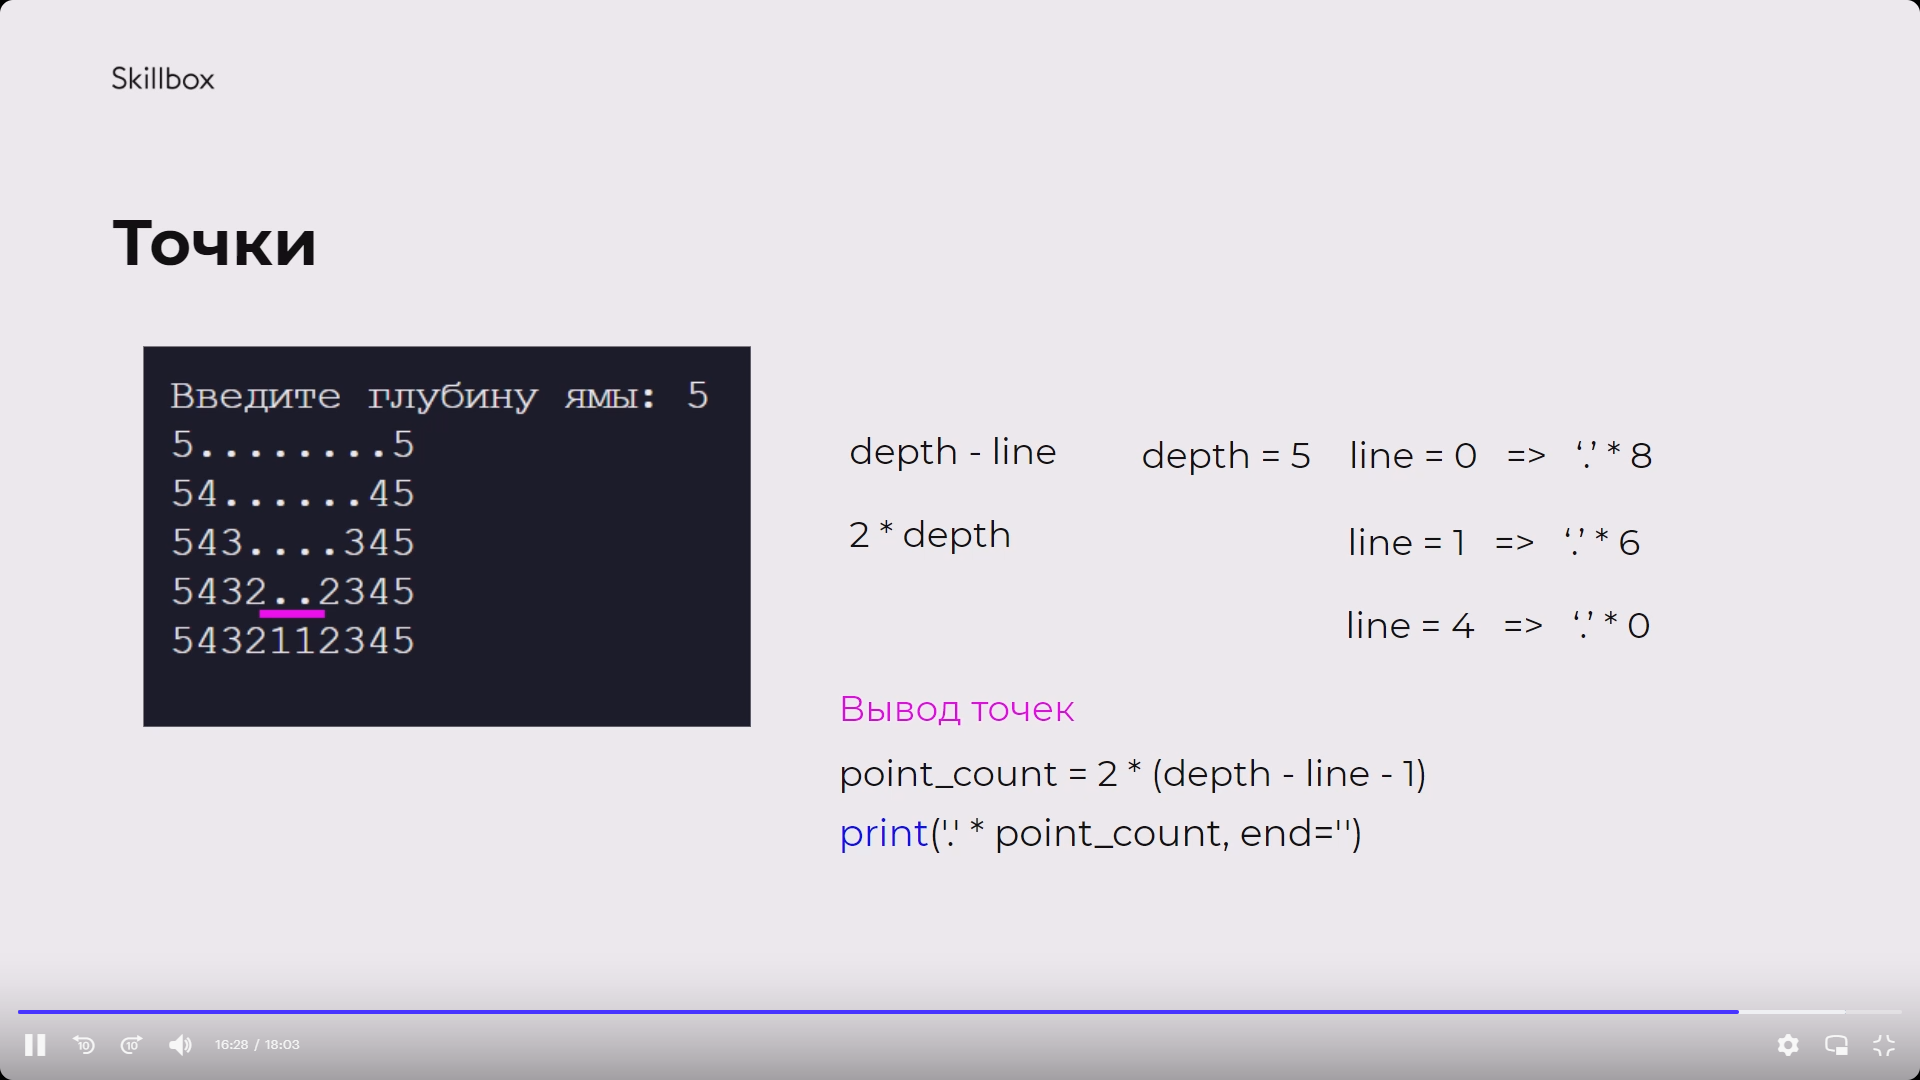 Skillbox
Точки
Введите глубину ямы: 5
5........5
54......45
543....345
5432..2345
5432112345
depth - line
2 * depth
depth = 5 line = 0 => ‘.’ * 8
line = 1 => ‘.’ * 6
line = 4 => ‘.’ * 0
Вывод точек
point_count = 2 * (depth - line - 1)
print('.' * point_count, end='')
10 10 16:28 / 18:03